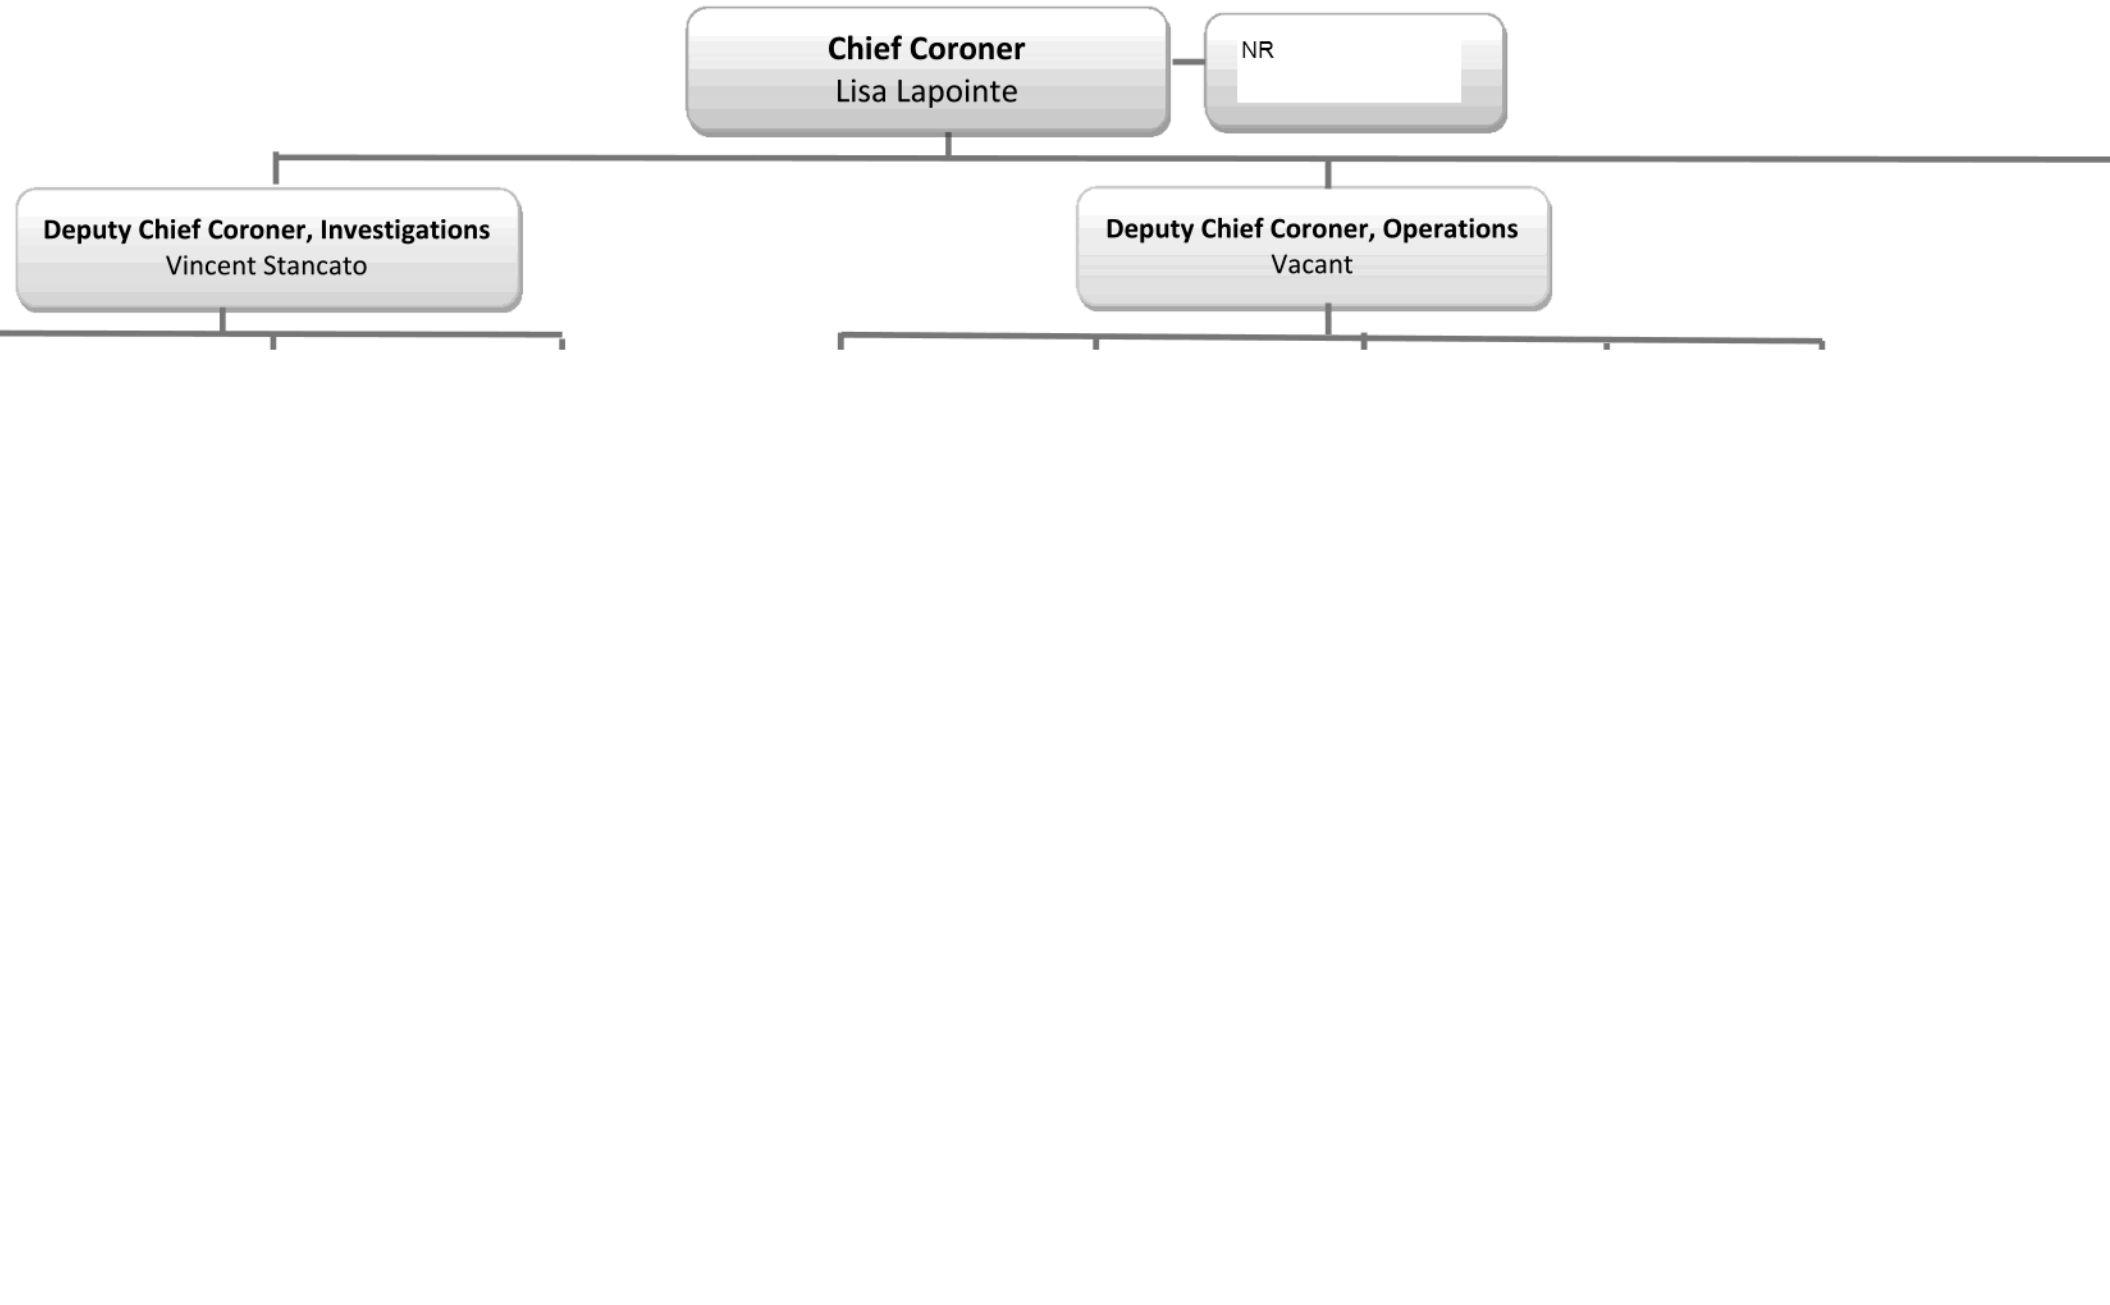 Chief Coroner
Lisa Lapointe
NR
Deputy Chief Coroner, Investigations
Vincent Stancato
Deputy Chief Coroner, Operations
Vacant